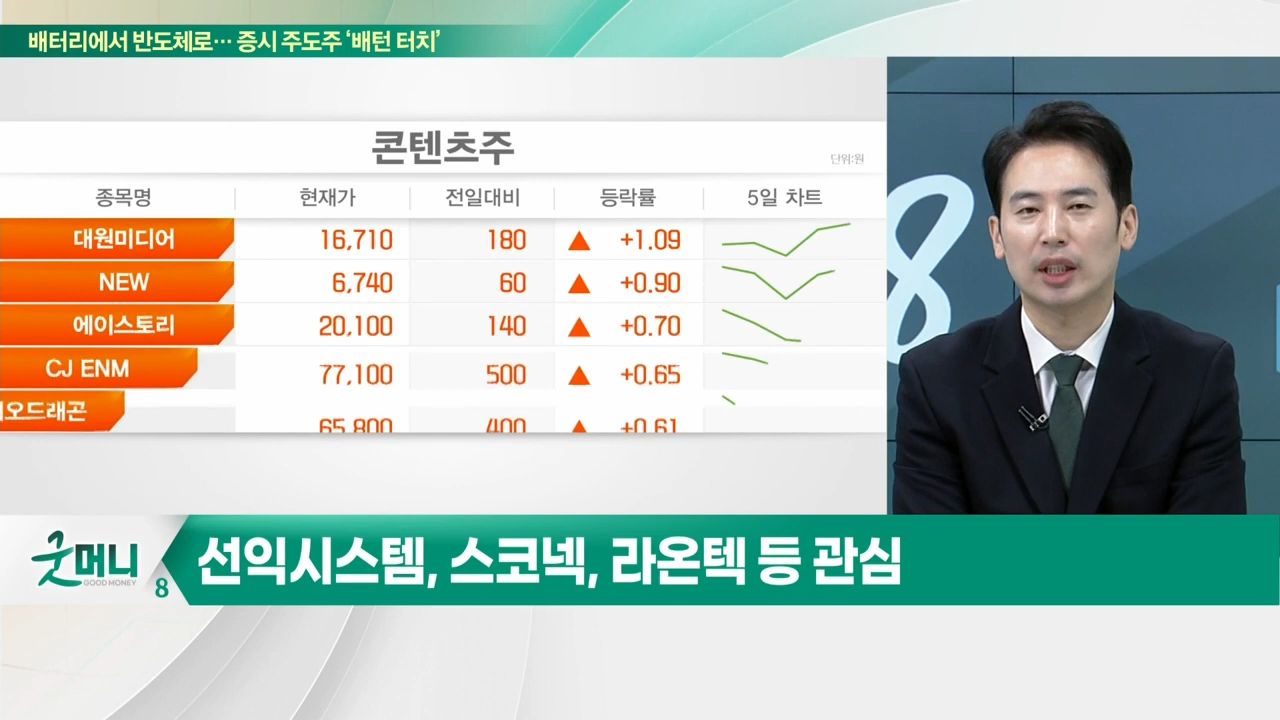 배터리에서 반도체로… 증시 주도주 ‘배턴 터치’
콘텐츠주
단위:원
종목명 현재가 전일대비 등락률 5일 차트
대원미디어 16,710 180 ▲ +1.09
NEW 6,740 60 ▲ +0.90
에이스토리 20,100 140 ▲ +0.70
CJ ENM 77,100 500 ▲ +0.65
오드래곤 65,800 400 ▲ +0.61
8
굿머니
GOOD MONEY
8
선익시스템, 스코넥, 라온텍 등 관심